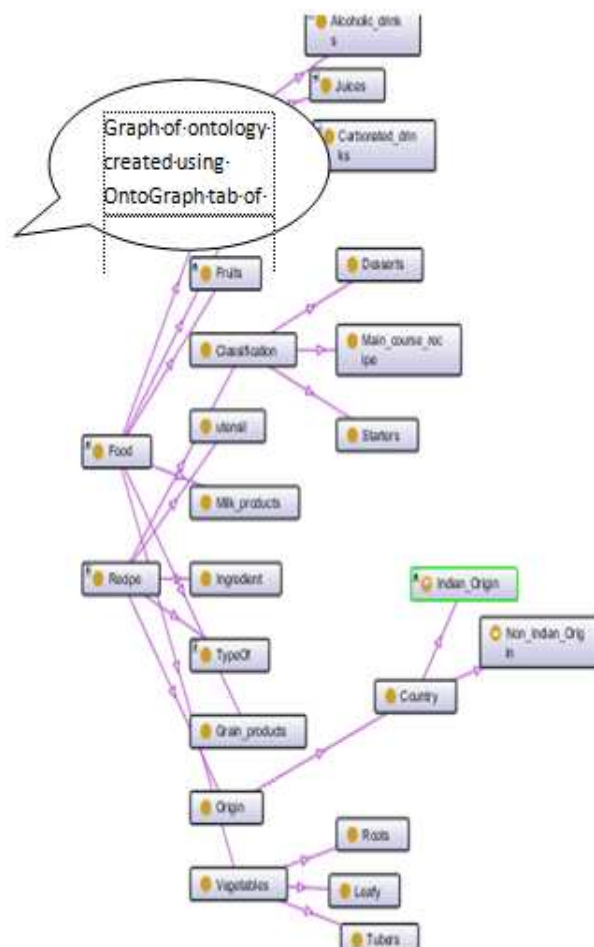 Alcoholic_drink
s
Juices
Carbonated_drin
ks
Graph·of·ontology·
created·using·
OntoGraph·tab·of·
Fruits
Desserts
Classification
Main_course_rec
ipe
utensil
Starters
Food
Milk_products
Recipe
Ingredient
Indian_Origin
Non_Indian_Orig
in
TypeOf
Country
Grain_products
Origin
Roots
Vegetables
Leafy
Tubers